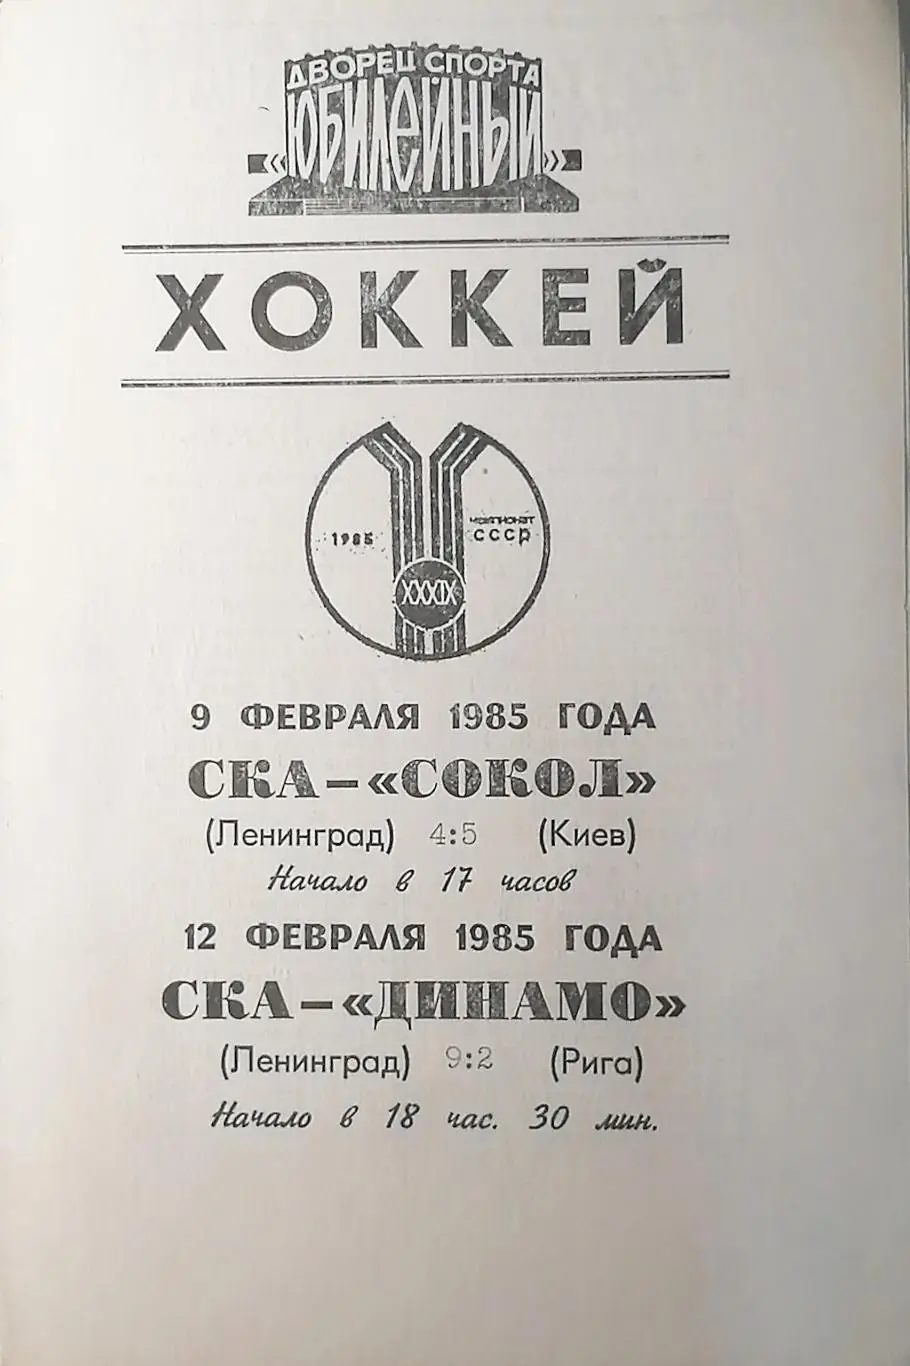 ДВОРЕЦ СПОРТА
«ЮБИЛЕЙНЫЙ»
ХОККЕЙ
1985
чемпионат
СССР
XXXIX
9 ФЕВРАЛЯ 1985 ГОДА
СКА – «СОКОЛ»
(Ленинград) 4:5 (Киев)
Начало в 17 часов
12 ФЕВРАЛЯ 1985 ГОДА
СКА – «ДИНАМО»
(Ленинград) 9:2 (Рига)
Начало в 18 час. 30 мин.